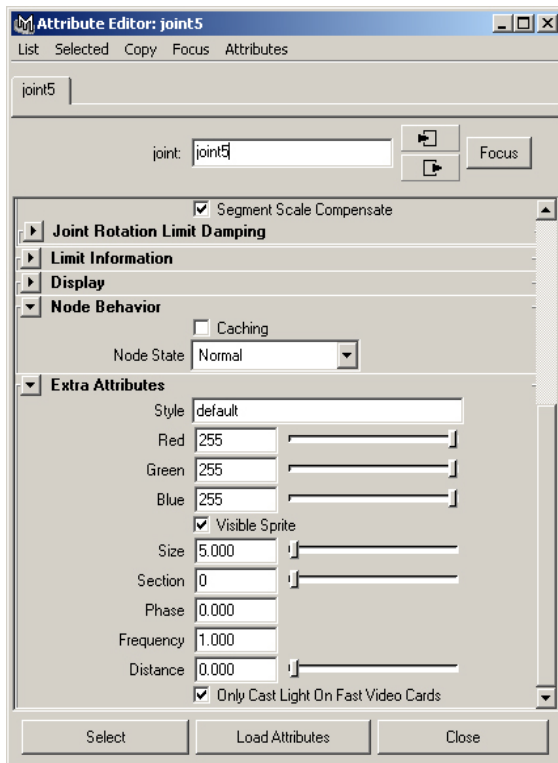 Attribute Editor: joint5
List Selected Copy Focus Attributes
joint5
joint: joint5
Focus
Segment Scale Compensate
Joint Rotation Limit Damping
Limit Information
Display
Node Behavior
Caching
Node State Normal
Extra Attributes
Style default
Red 255
Green 255
Blue 255
Visible Sprite
Size 5.000
Section 0
Phase 0.000
Frequency 1.000
Distance 0.000
Only Cast Light On Fast Video Cards
Select Load Attributes Close